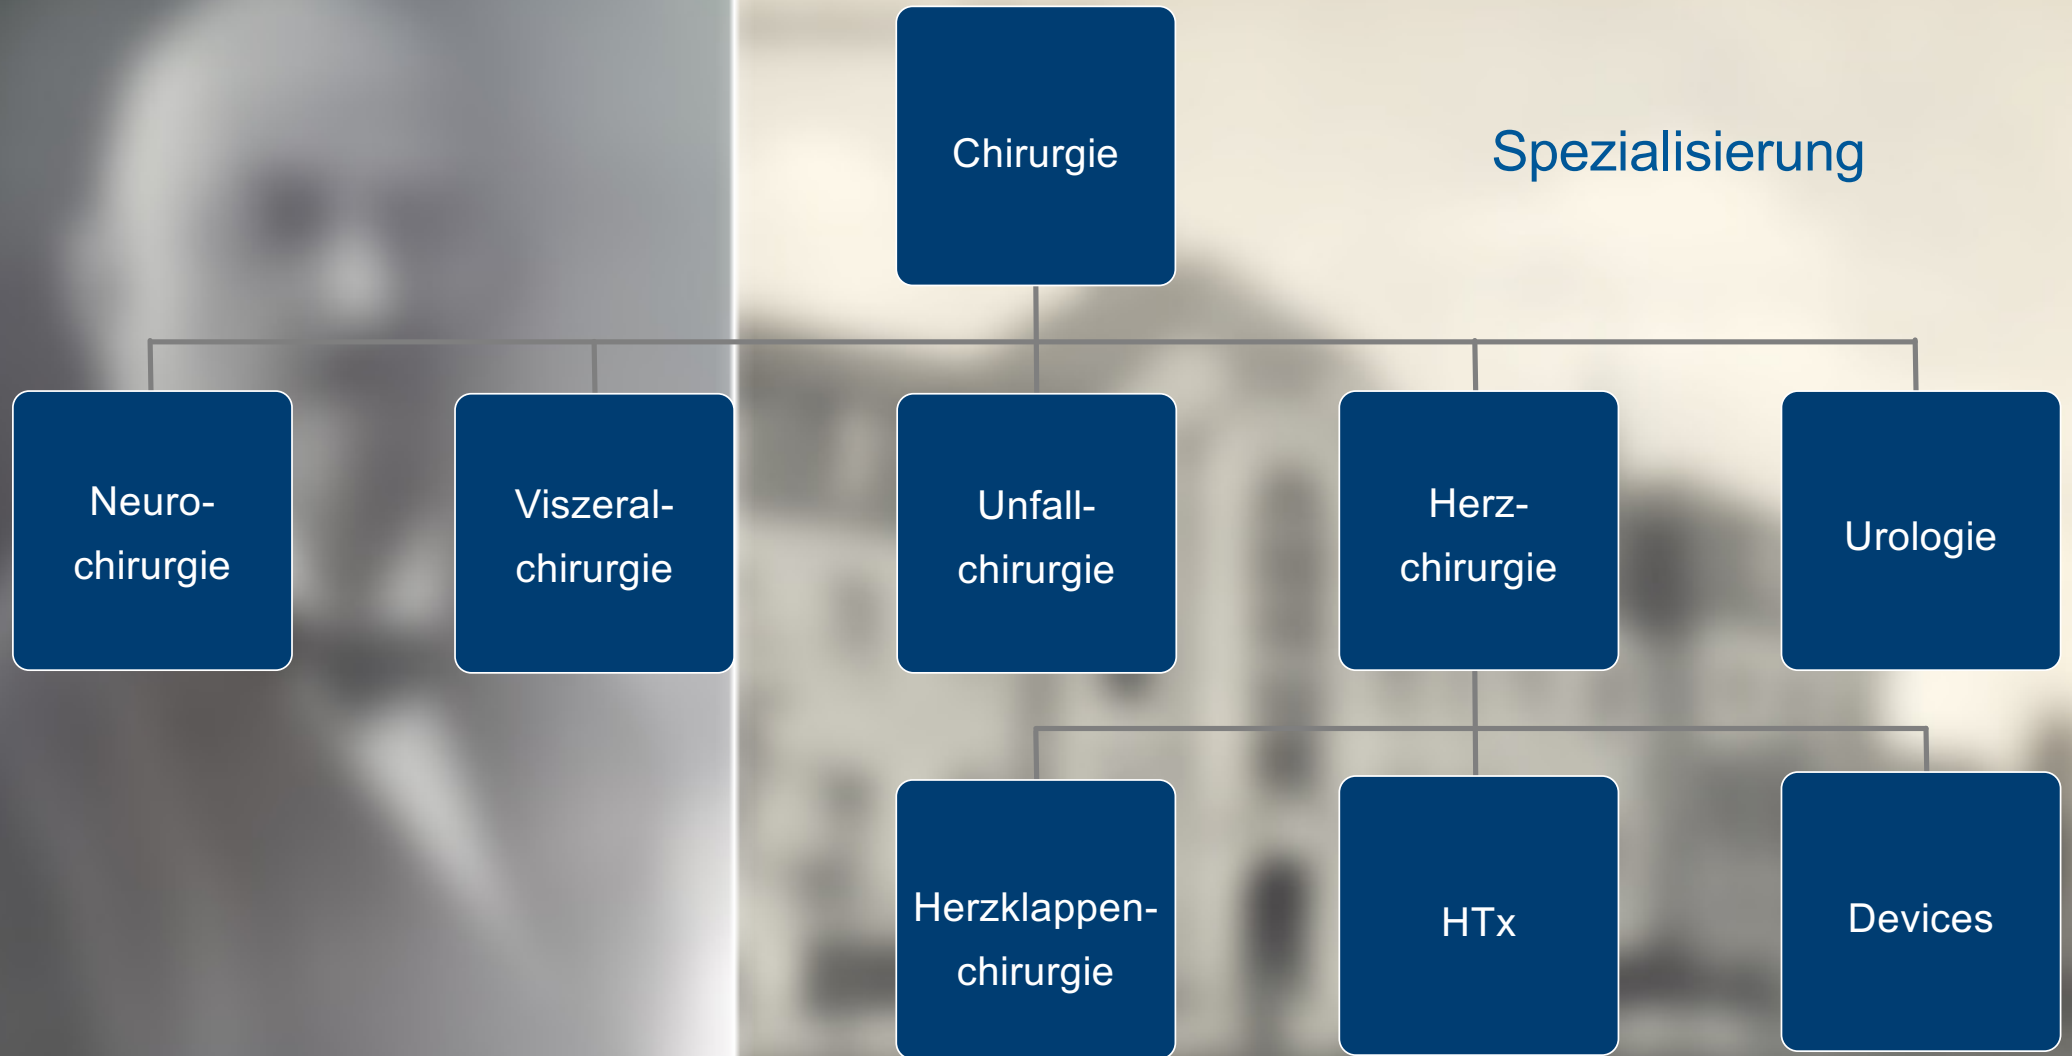 Chirurgie
Spezialisierung
Neuro-
chirurgie
Viszeral-
chirurgie
Unfall-
chirurgie
Herz-
chirurgie
Urologie
Herzklappen-
chirurgie
HTx
Devices